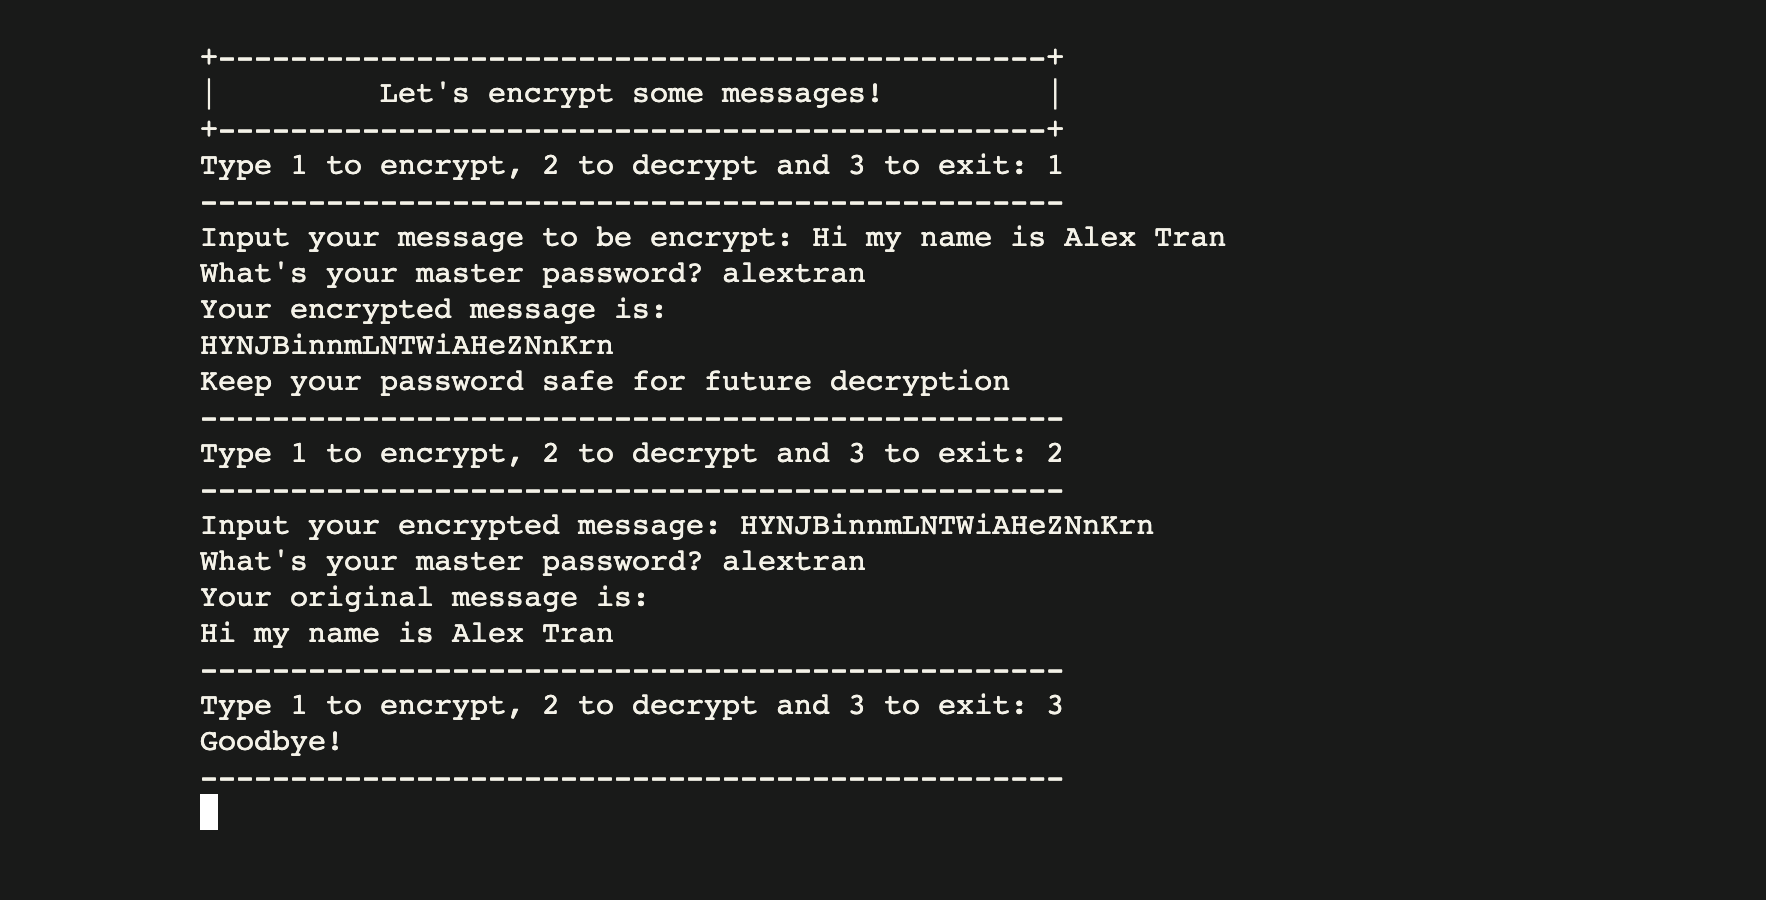 +----------------------------------------------+
|         Let's encrypt some messages!         |
+----------------------------------------------+
Type 1 to encrypt, 2 to decrypt and 3 to exit: 1
------------------------------------------------
Input your message to be encrypt: Hi my name is Alex Tran
What's your master password? alextran
Your encrypted message is:
HYNJBinnmLNTWiAHeZNnKrn
Keep your password safe for future decryption
------------------------------------------------
Type 1 to encrypt, 2 to decrypt and 3 to exit: 2
------------------------------------------------
Input your encrypted message: HYNJBinnmLNTWiAHeZNnKrn
What's your master password? alextran
Your original message is:
Hi my name is Alex Tran
------------------------------------------------
Type 1 to encrypt, 2 to decrypt and 3 to exit: 3
Goodbye!
------------------------------------------------